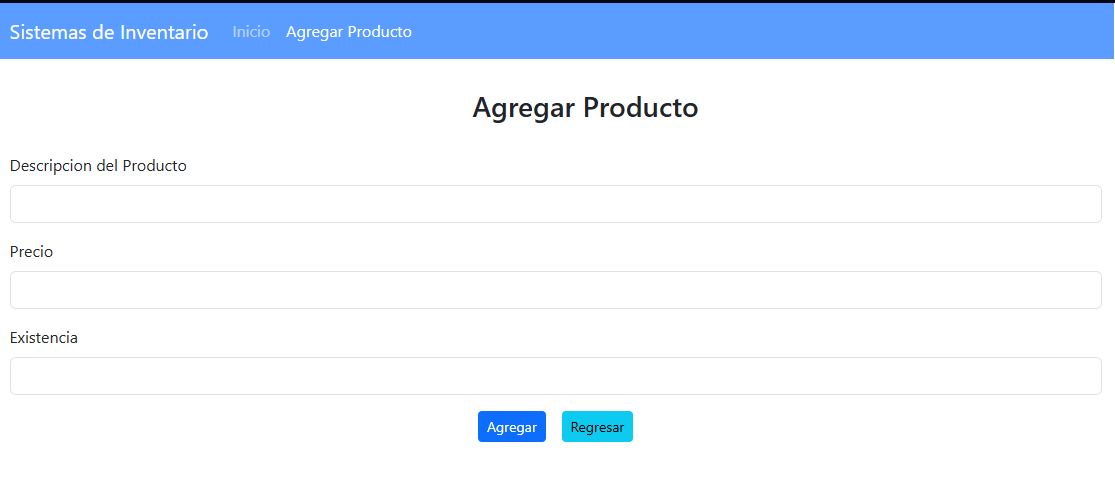 Sistemas de Inventario Inicio Agregar Producto
Agregar Producto
Descripcion del Producto
Precio
Existencia
Agregar Regresar